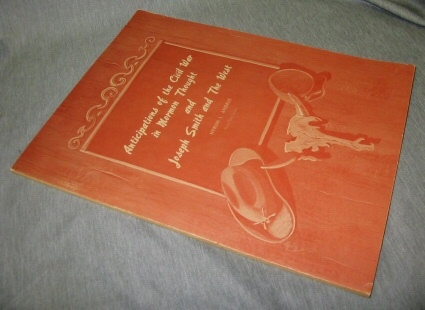 Anticipations of the Civil War
in Mormon Thought
and
Joseph Smith and The West